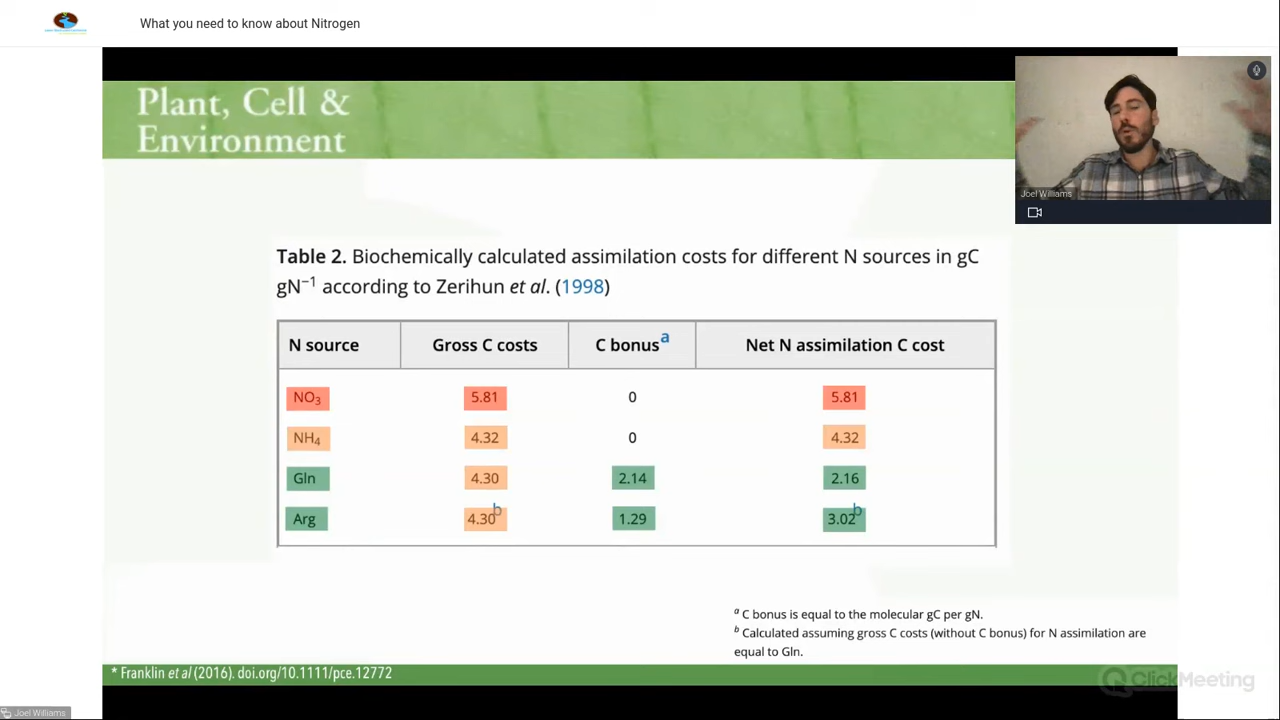 What you need to know about Nitrogen
Plant, Cell &
Environment
Joel Williams
Table 2. Biochemically calculated assimilation costs for different N sources in gC
gN⁻¹ according to Zerihun et al. (1998)
N source Gross C costs C bonusᵃ Net N assimilation C cost
NO₃ 5.81 0 5.81
NH₄ 4.32 0 4.32
Gln 4.30 2.14 2.16
Arg 4.30ᵇ 1.29 3.02ᵇ
ᵃ C bonus is equal to the molecular gC per gN.
ᵇ Calculated assuming gross C costs (without C bonus) for N assimilation are
equal to Gln.
* Franklin et al (2016). doi.org/10.1111/pce.12772
ClickMeeting
Joel Williams